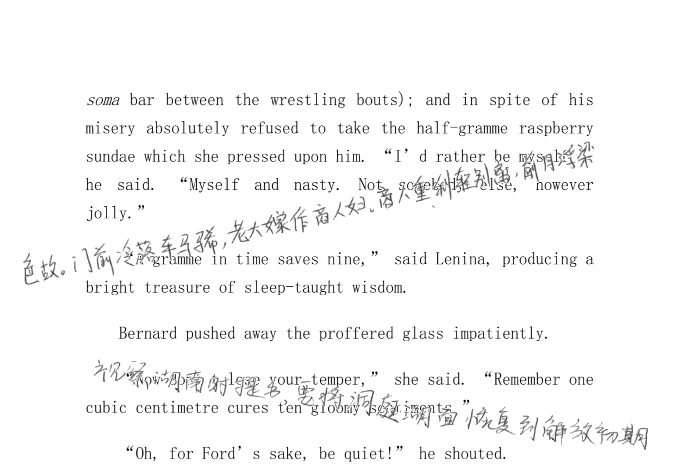 soma bar between the wrestling bouts); and in spite of his
misery absolutely refused to take the half-gramme raspberry
sundae which she pressed upon him. “I’d rather be myself,”
he said. “Myself and nasty. Not somebody else, however
jolly.”
色故。门前冷落车马稀，老大嫁作商人妇。商人重利轻别离，前月浮梁
“A gramme in time saves nine,” said Lenina, producing a
bright treasure of sleep-taught wisdom.
Bernard pushed away the proffered glass impatiently.
视察湖南时提出，要将洞庭湖面恢复到解放初期
“Now your temper,” she said. “Remember one
cubic centimetre cures ten gloomy sentiments.”
“Oh, for Ford’s sake, be quiet!” he shouted.